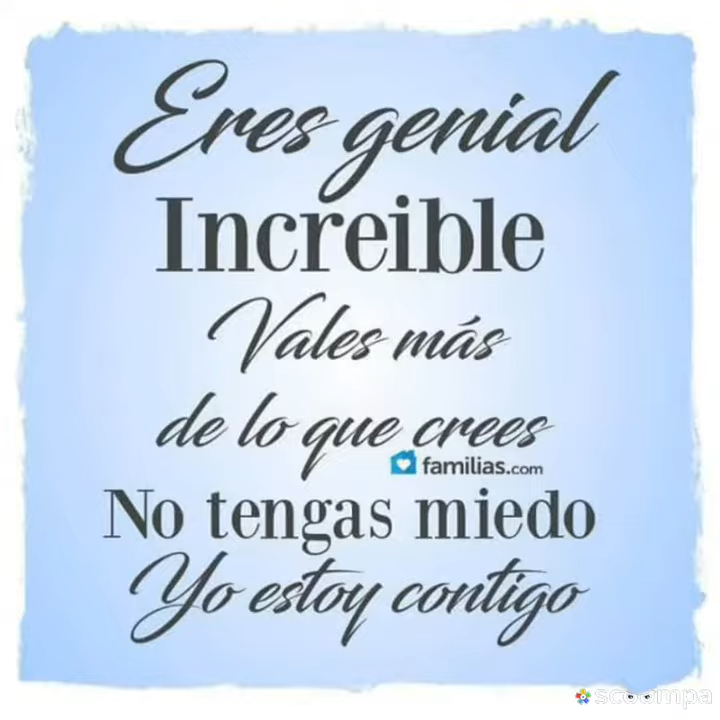 Eres genial
Increible
Vales más
de lo que crees
familias.com
No tengas miedo
Yo estoy contigo
scoompa